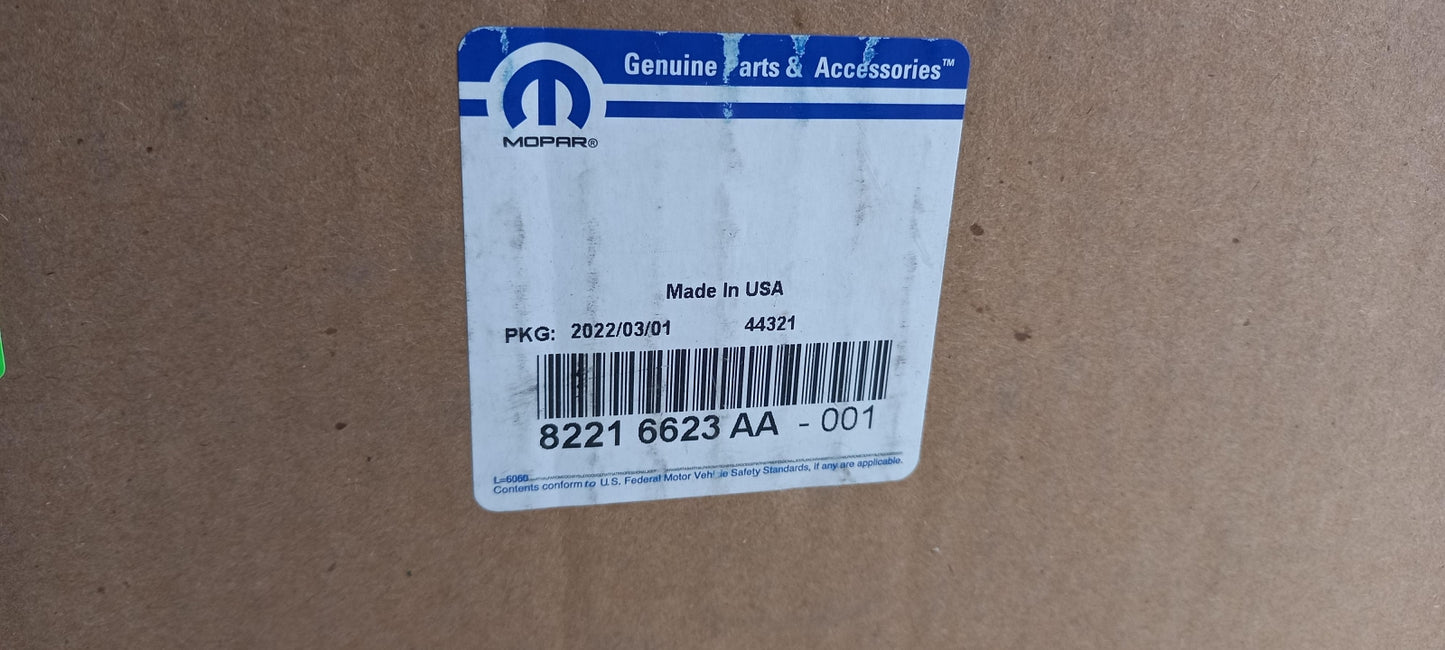 Genuine Parts & Accessories™
MOPAR®
Made In USA
PKG: 2022/03/01 44321
8221 6623 AA - 001
L=6060
Contents conform to U.S. Federal Motor Vehicle Safety Standards, if any are applicable.